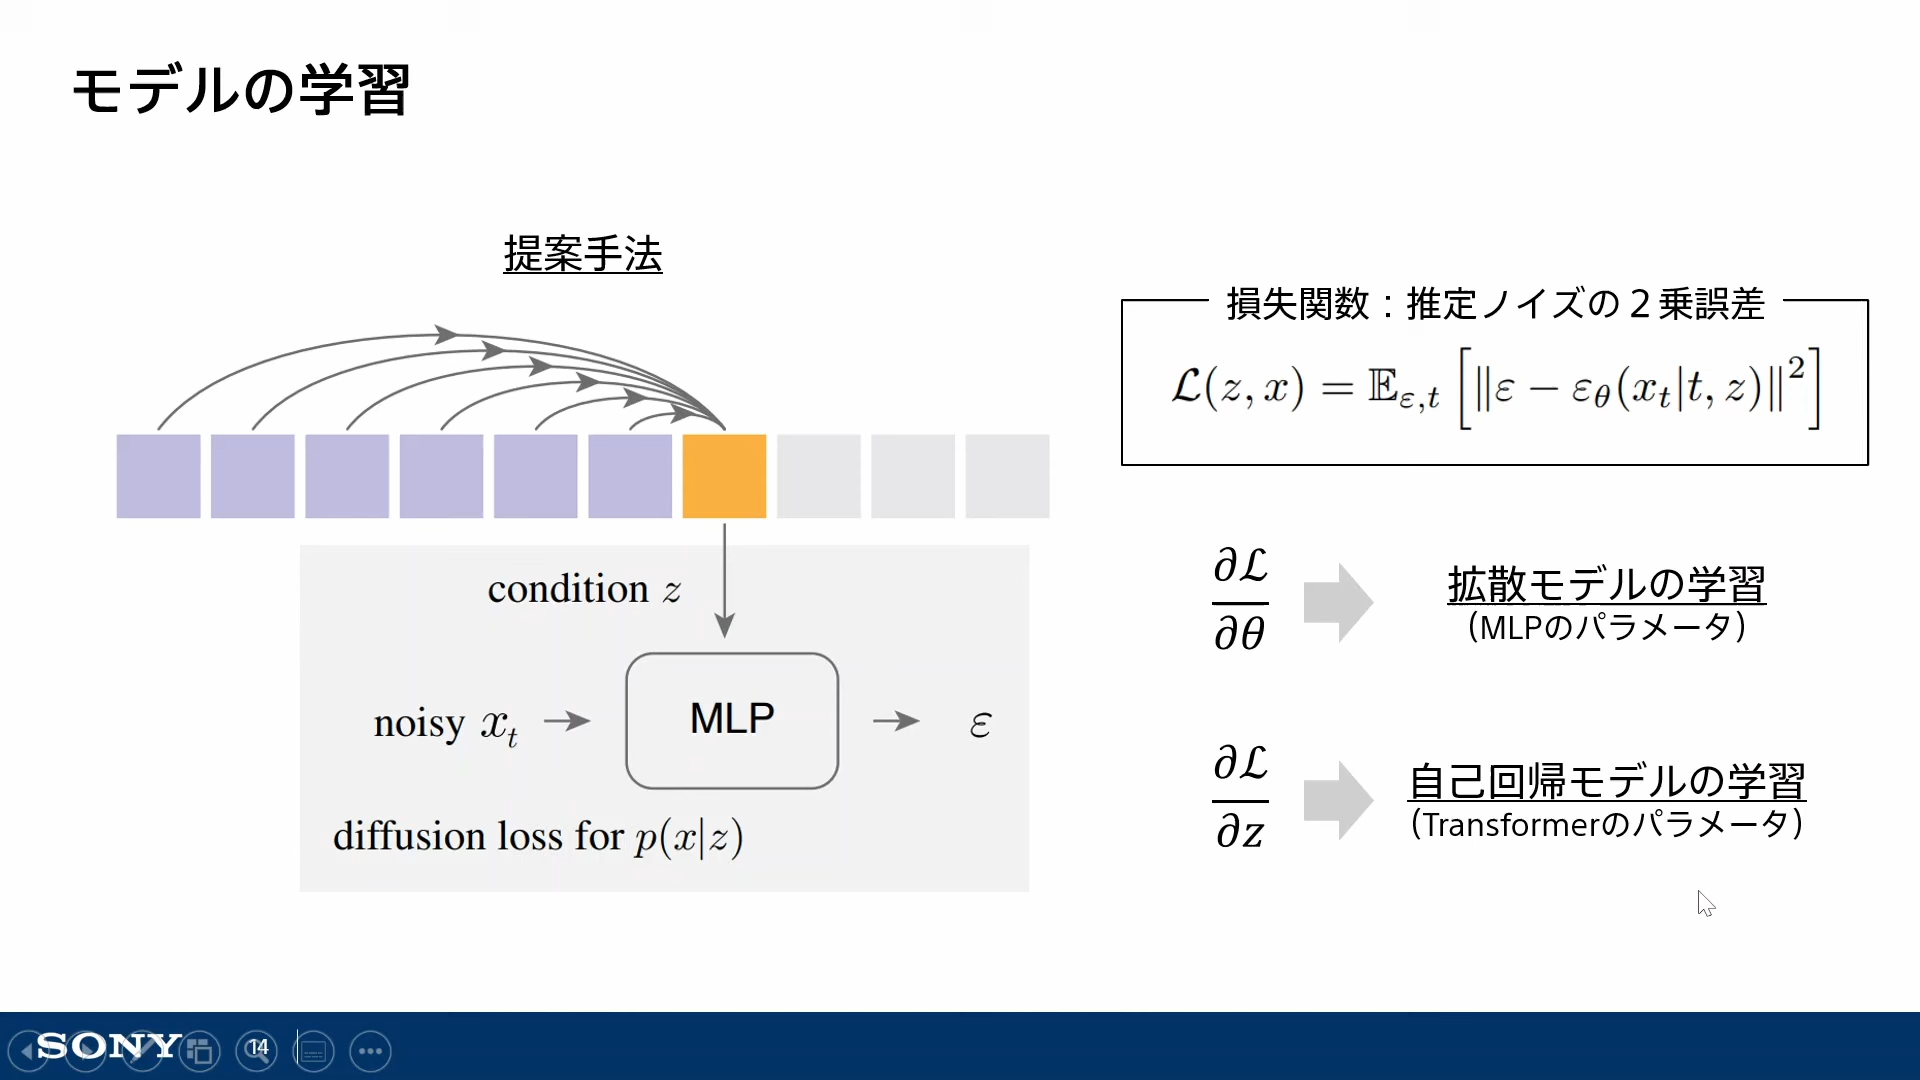 モデルの学習
提案手法
condition z
noisy x_t
MLP
ε
diffusion loss for p(x|z)
損失関数：推定ノイズの２乗誤差
ℒ(z, x) = 𝔼_{ε,t} [‖ε − ε_θ(x_t|t, z)‖²]
∂ℒ
∂θ
拡散モデルの学習
（MLPのパラメータ）
∂ℒ
∂z
自己回帰モデルの学習
（Transformerのパラメータ）
SONY
14